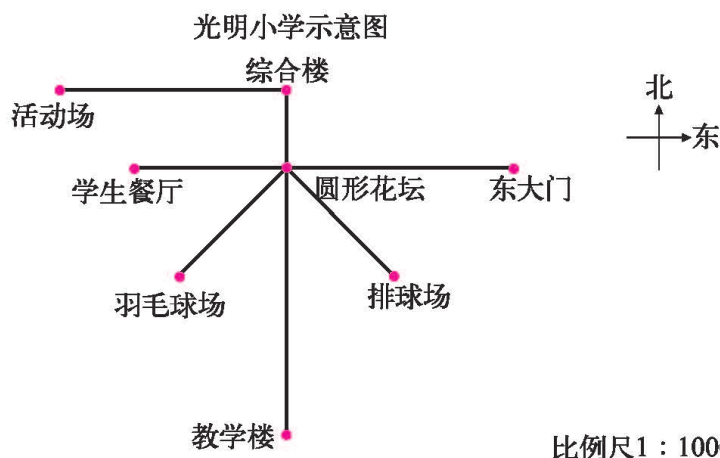 光明小学示意图
综合楼
活动场
北
东
学生餐厅
圆形花坛
东大门
羽毛球场
排球场
教学楼
比例尺1：100